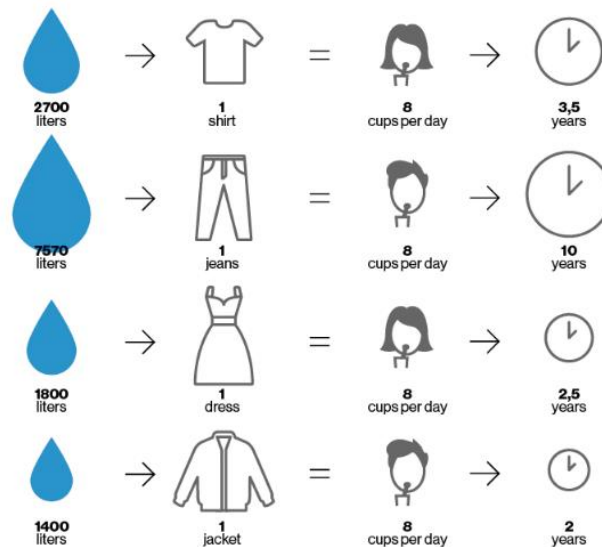 2700 1 8 3,5
liters shirt cups per day years
7570 1 8 10
liters jeans cups per day years
1800 1 8 2,5
liters dress cups per day years
1400 1 8 2
liters jacket cups per day years